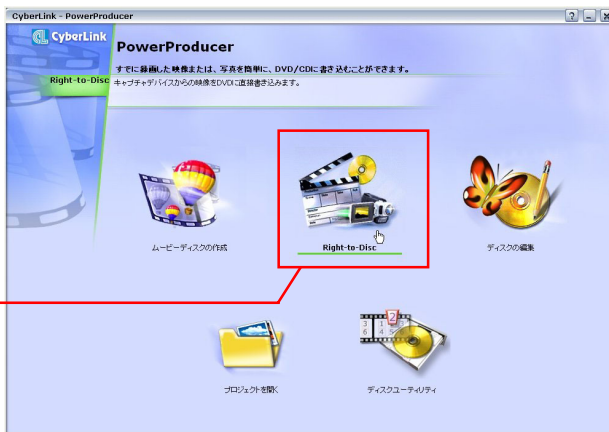 CyberLink - PowerProducer
CyberLink
PowerProducer
すでに録画した映像または、写真を簡単に、DVD/CDに書き込むことができます。
Right-to-Disc
キャプチャデバイスからの映像をDVDに直接書き込みます。
ムービーディスクの作成
Right-to-Disc
ディスクの編集
プロジェクトを開く
ディスクユーティリティ